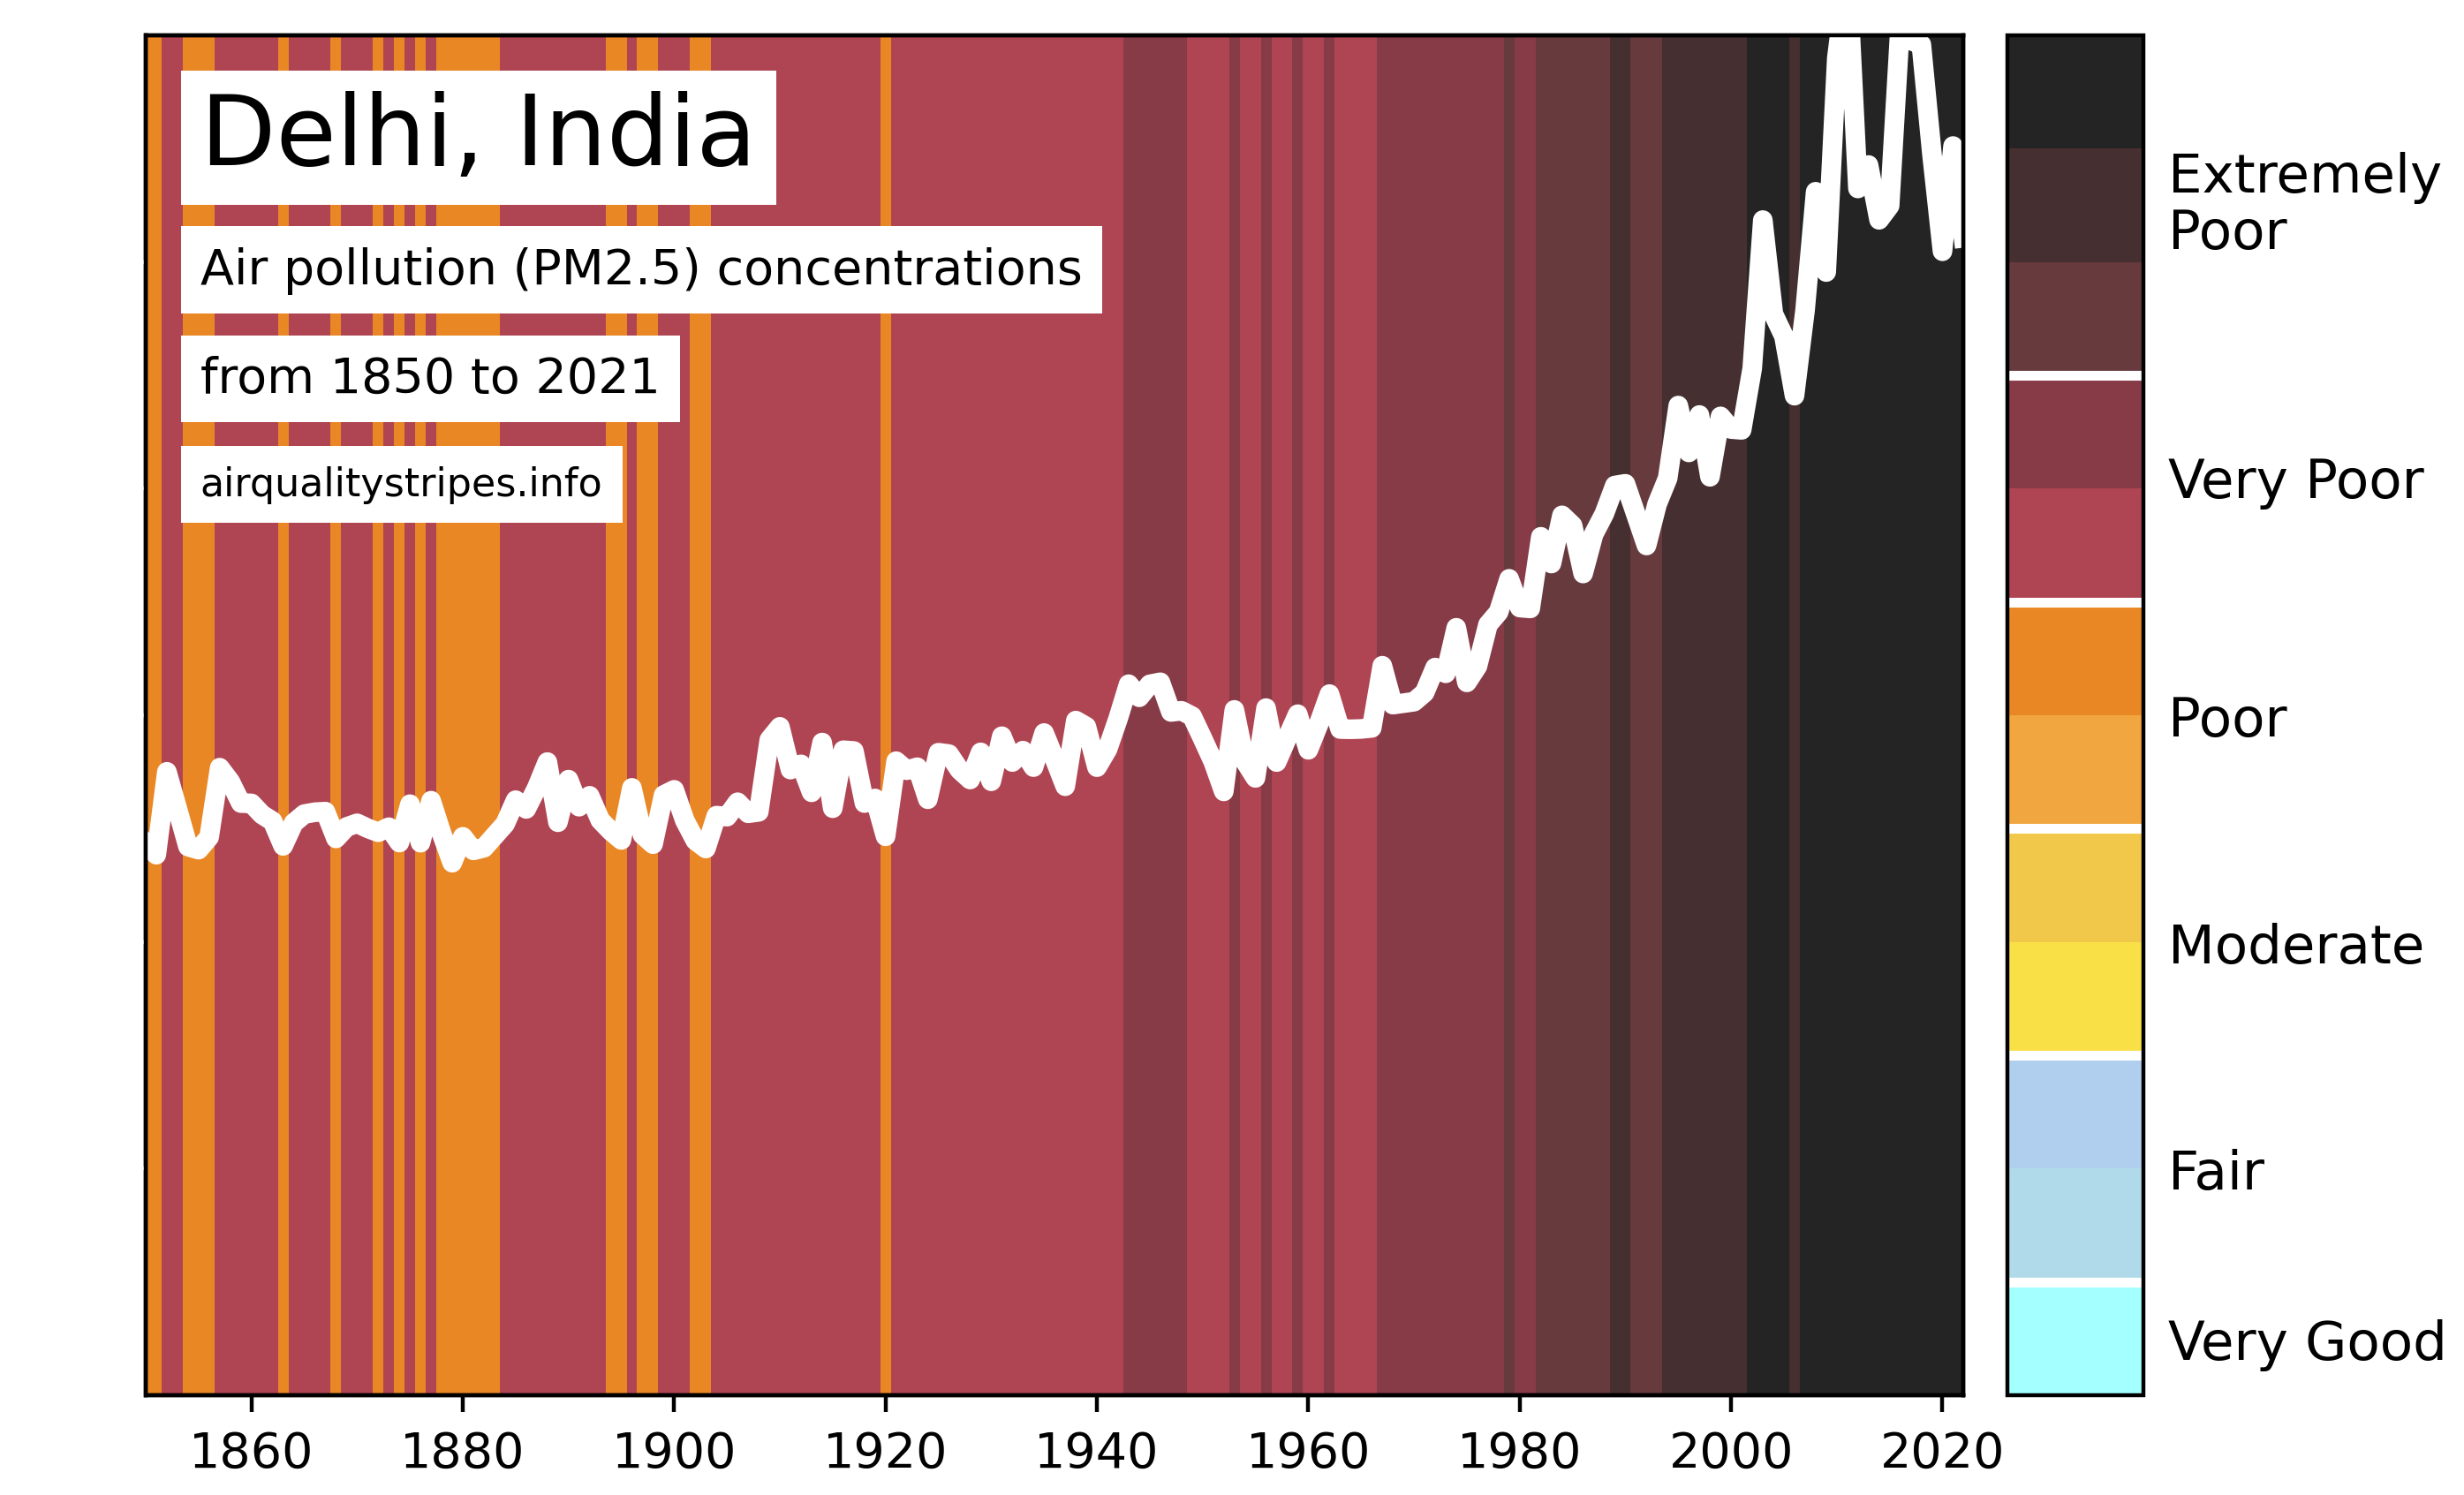 Delhi, India
Air pollution (PM2.5) concentrations
from 1850 to 2021
airqualitystripes.info
Extremely
Poor
Very Poor
Poor
Moderate
Fair
Very Good
1860 1880 1900 1920 1940 1960 1980 2000 2020